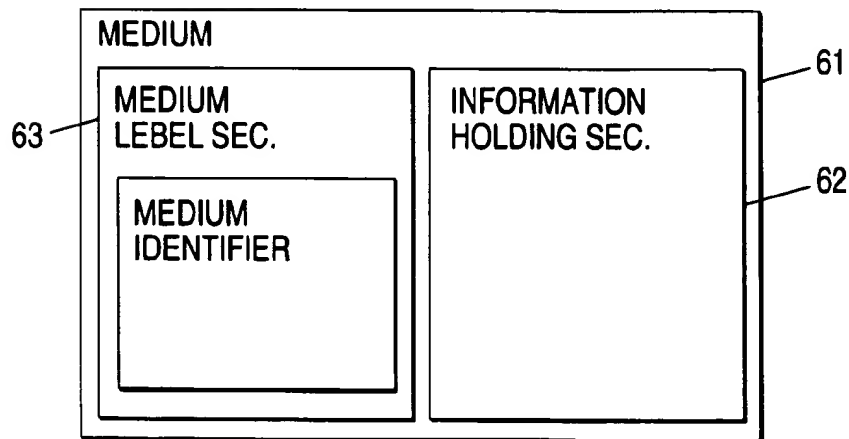 MEDIUM
61
63
MEDIUM
LEBEL SEC.
INFORMATION
HOLDING SEC.
62
MEDIUM
IDENTIFIER